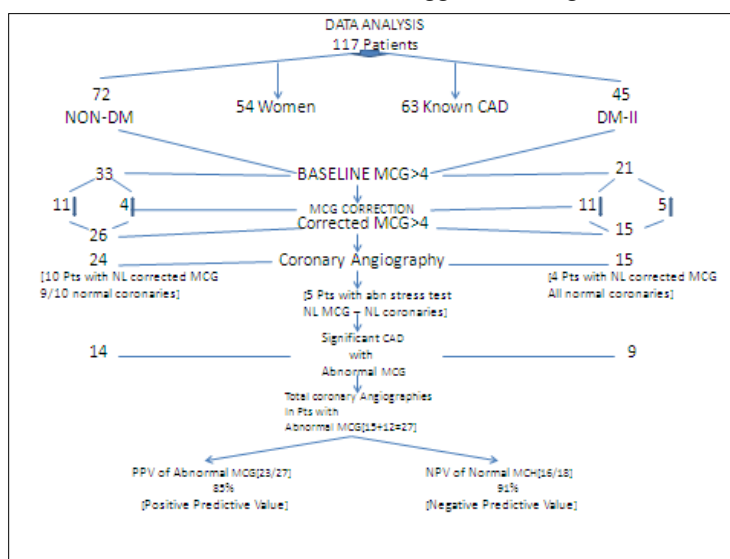 DATA ANALYSIS
117 Patients
72
NON-DM
54 Women
63 Known CAD
45
DM-II
33
BASELINE MCG>4
21
11
4
MCG CORRECTION
11
5
26
Corrected MCG>4
15
24
Coronary Angiography
15
[10 Pts with NL corrected MCG
9/10 normal coronaries]
[5 Pts with abn stress test
NL MCG – NL coronaries]
[4 Pts with NL corrected MCG
All normal coronaries]
14
Significant CAD
with
Abnormal MCG
9
Total coronary Angiographies
In Pts with
Abnormal MCG[15+12=27]
PPV of Abnormal MCG[23/27]
85%
[Positive Predictive Value]
NPV of Normal MCH[16/18]
91%
[Negative Predictive Value]